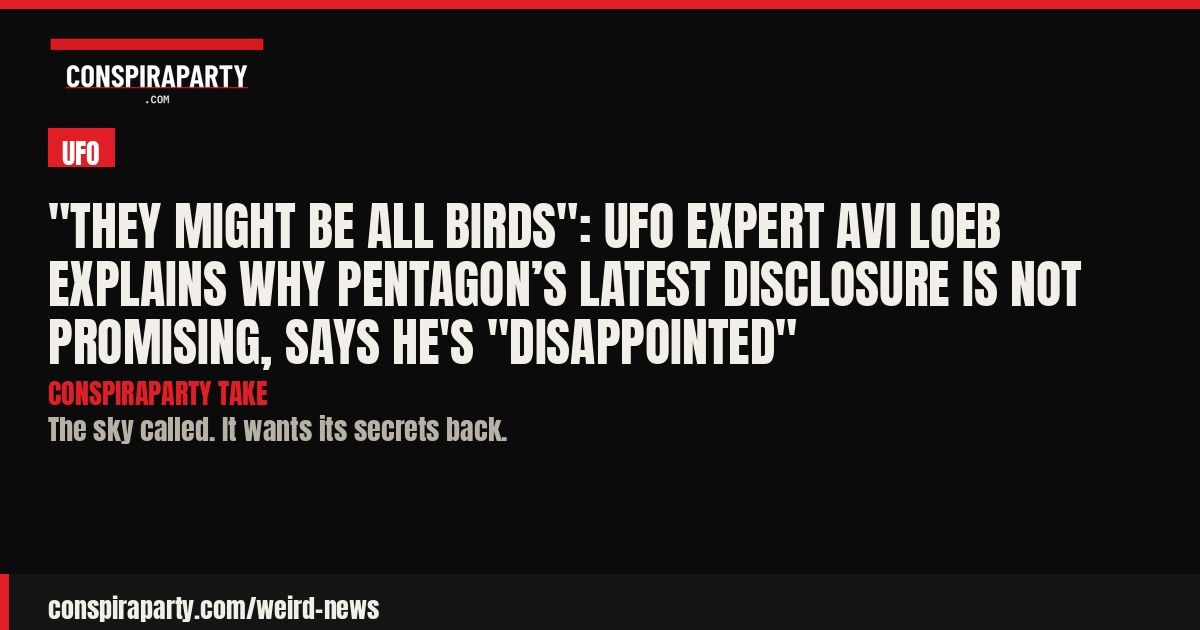 CONSPIRAPARTY
.COM
UFO
"THEY MIGHT BE ALL BIRDS": UFO EXPERT AVI LOEB
EXPLAINS WHY PENTAGON’S LATEST DISCLOSURE IS NOT
PROMISING, SAYS HE'S "DISAPPOINTED"
CONSPIRAPARTY TAKE
The sky called. It wants its secrets back.
conspiraparty.com/weird-news